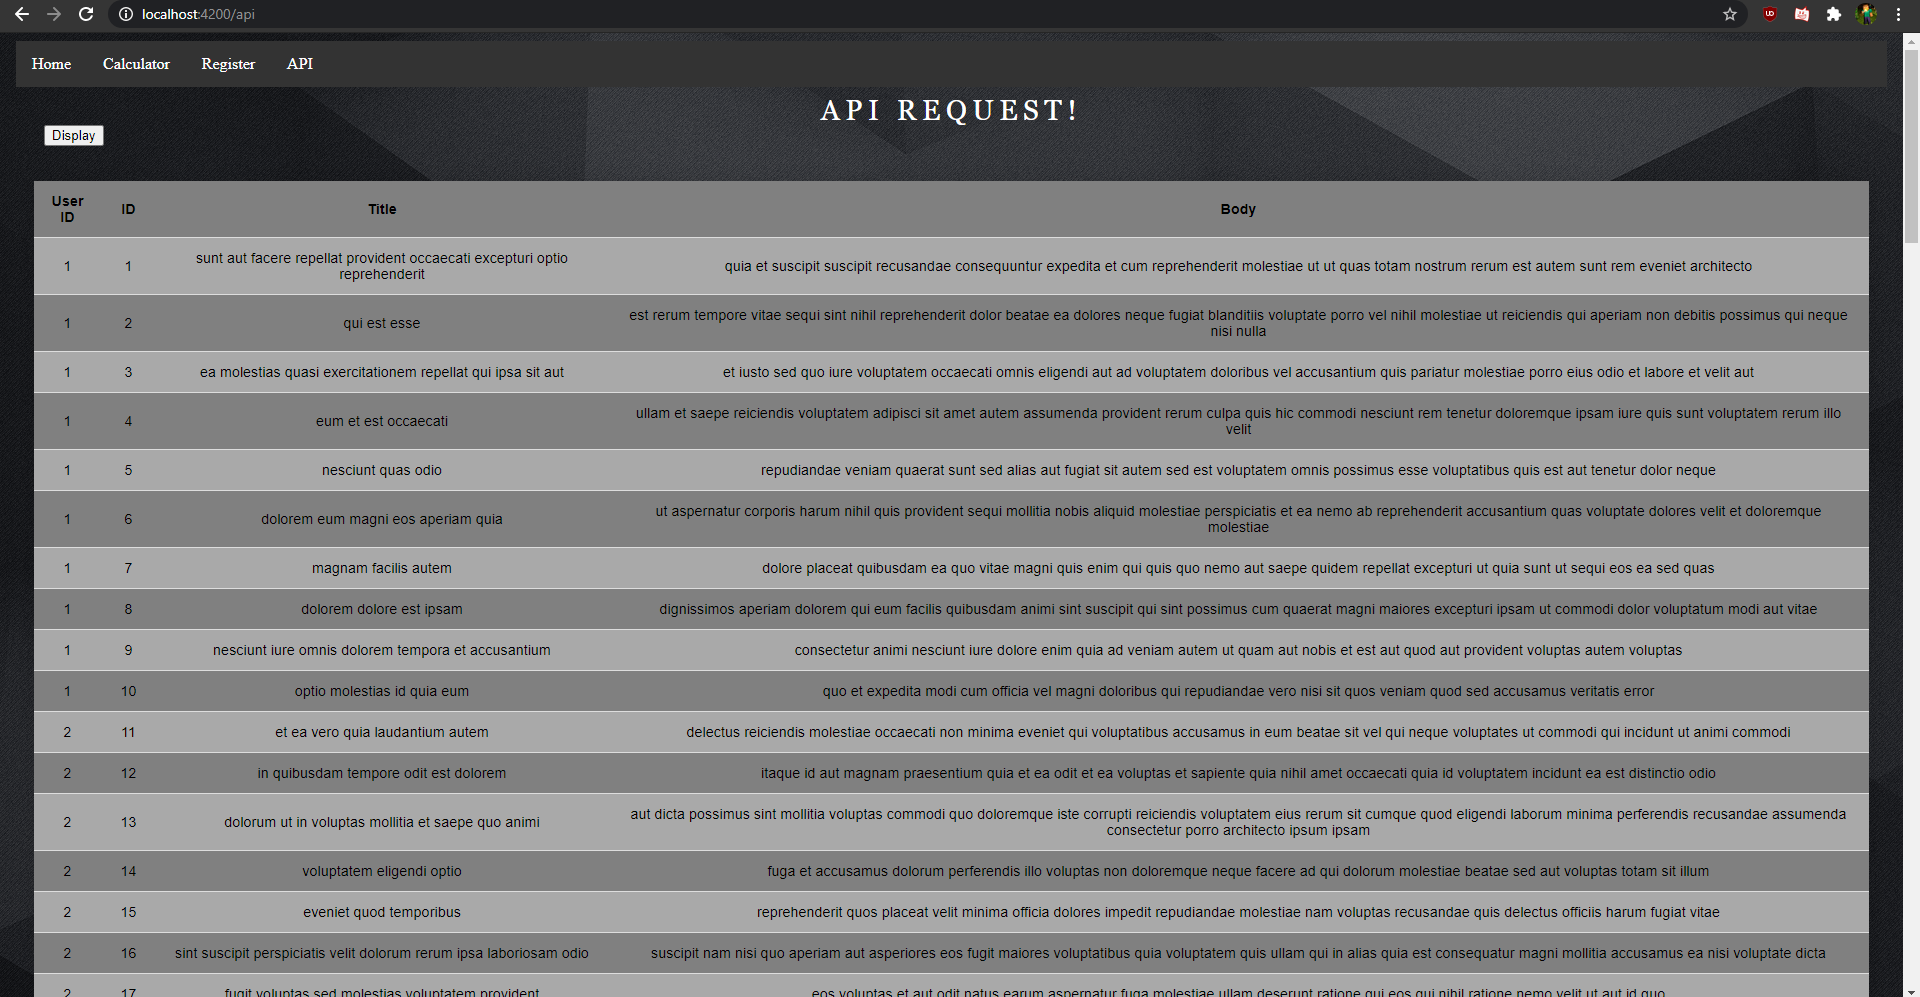 localhost:4200/api
Home Calculator Register API
API REQUEST!
Display
User ID ID Title Body
1 1 sunt aut facere repellat provident occaecati excepturi optio reprehenderit quia et suscipit suscipit recusandae consequuntur expedita et cum reprehenderit molestiae ut ut quas totam nostrum rerum est autem sunt rem eveniet architecto
1 2 qui est esse est rerum tempore vitae sequi sint nihil reprehenderit dolor beatae ea dolores neque fugiat blanditiis voluptate porro vel nihil molestiae ut reiciendis qui aperiam non debitis possimus qui neque nisi nulla
1 3 ea molestias quasi exercitationem repellat qui ipsa sit aut et iusto sed quo iure voluptatem occaecati omnis eligendi aut ad voluptatem doloribus vel accusantium quis pariatur molestiae porro eius odio et labore et velit aut
1 4 eum et est occaecati ullam et saepe reiciendis voluptatem adipisci sit amet autem assumenda provident rerum culpa quis hic commodi nesciunt rem tenetur doloremque ipsam iure quis sunt voluptatem rerum illo velit
1 5 nesciunt quas odio repudiandae veniam quaerat sunt sed alias aut fugiat sit autem sed est voluptatem omnis possimus esse voluptatibus quis est aut tenetur dolor neque
1 6 dolorem eum magni eos aperiam quia ut aspernatur corporis harum nihil quis provident sequi mollitia nobis aliquid molestiae perspiciatis et ea nemo ab reprehenderit accusantium quas voluptate dolores velit et doloremque molestiae
1 7 magnam facilis autem dolore placeat quibusdam ea quo vitae magni quis enim qui quis quo nemo aut saepe quidem repellat excepturi ut quia sunt ut sequi eos ea sed quas
1 8 dolorem dolore est ipsam dignissimos aperiam dolorem qui eum facilis quibusdam animi sint suscipit qui sint possimus cum quaerat magni maiores excepturi ipsam ut commodi dolor voluptatum modi aut vitae
1 9 nesciunt iure omnis dolorem tempora et accusantium consectetur animi nesciunt iure dolore enim quia ad veniam autem ut quam aut nobis et est aut quod aut provident voluptas autem voluptas
1 10 optio molestias id quia eum quo et expedita modi cum officia vel magni doloribus qui repudiandae vero nisi sit quos veniam quod sed accusamus veritatis error
2 11 et ea vero quia laudantium autem delectus reiciendis molestiae occaecati non minima eveniet qui voluptatibus accusamus in eum beatae sit vel qui neque voluptates ut commodi qui incidunt ut animi commodi
2 12 in quibusdam tempore odit est dolorem itaque id aut magnam praesentium quia et ea odit et ea voluptas et sapiente quia nihil amet occaecati quia id voluptatem incidunt ea est distinctio odio
2 13 dolorum ut in voluptas mollitia et saepe quo animi aut dicta possimus sint mollitia voluptas commodi quo doloremque iste corrupti reiciendis voluptatem eius rerum sit cumque quod eligendi laborum minima perferendis recusandae assumenda consectetur porro architecto ipsum ipsam
2 14 voluptatem eligendi optio fuga et accusamus dolorum perferendis illo voluptas non doloremque neque facere ad qui dolorum molestiae beatae sed aut voluptas totam sit illum
2 15 eveniet quod temporibus reprehenderit quos placeat velit minima officia dolores impedit repudiandae molestiae nam voluptas recusandae quis delectus officiis harum fugiat vitae
2 16 sint suscipit perspiciatis velit dolorum rerum ipsa laboriosam odio suscipit nam nisi quo aperiam aut asperiores eos fugit maiores voluptatibus quia voluptatem quis ullam qui in alias quia est consequatur magni mollitia accusamus ea nisi voluptate dicta
2 17 fugit voluptas sed molestias voluptatem provident eos voluptas et aut odit natus earum aspernatur fuga molestiae ullam deserunt ratione qui eos qui nihil ratione nemo velit ut aut id quo